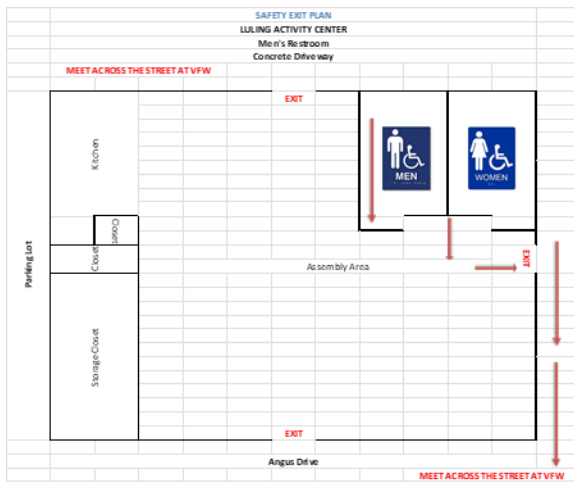 SAFETY EXIT PLAN
LULING ACTIVITY CENTER
Men's Restroom
Concrete Driveway
MEET ACROSS THE STREET AT VFW
EXIT
Kitchen
MEN
WOMEN
Closet
Closet
Parking Lot
Assembly Area
EXIT
Storage Closet
EXIT
Angus Drive
MEET ACROSS THE STREET AT VFW